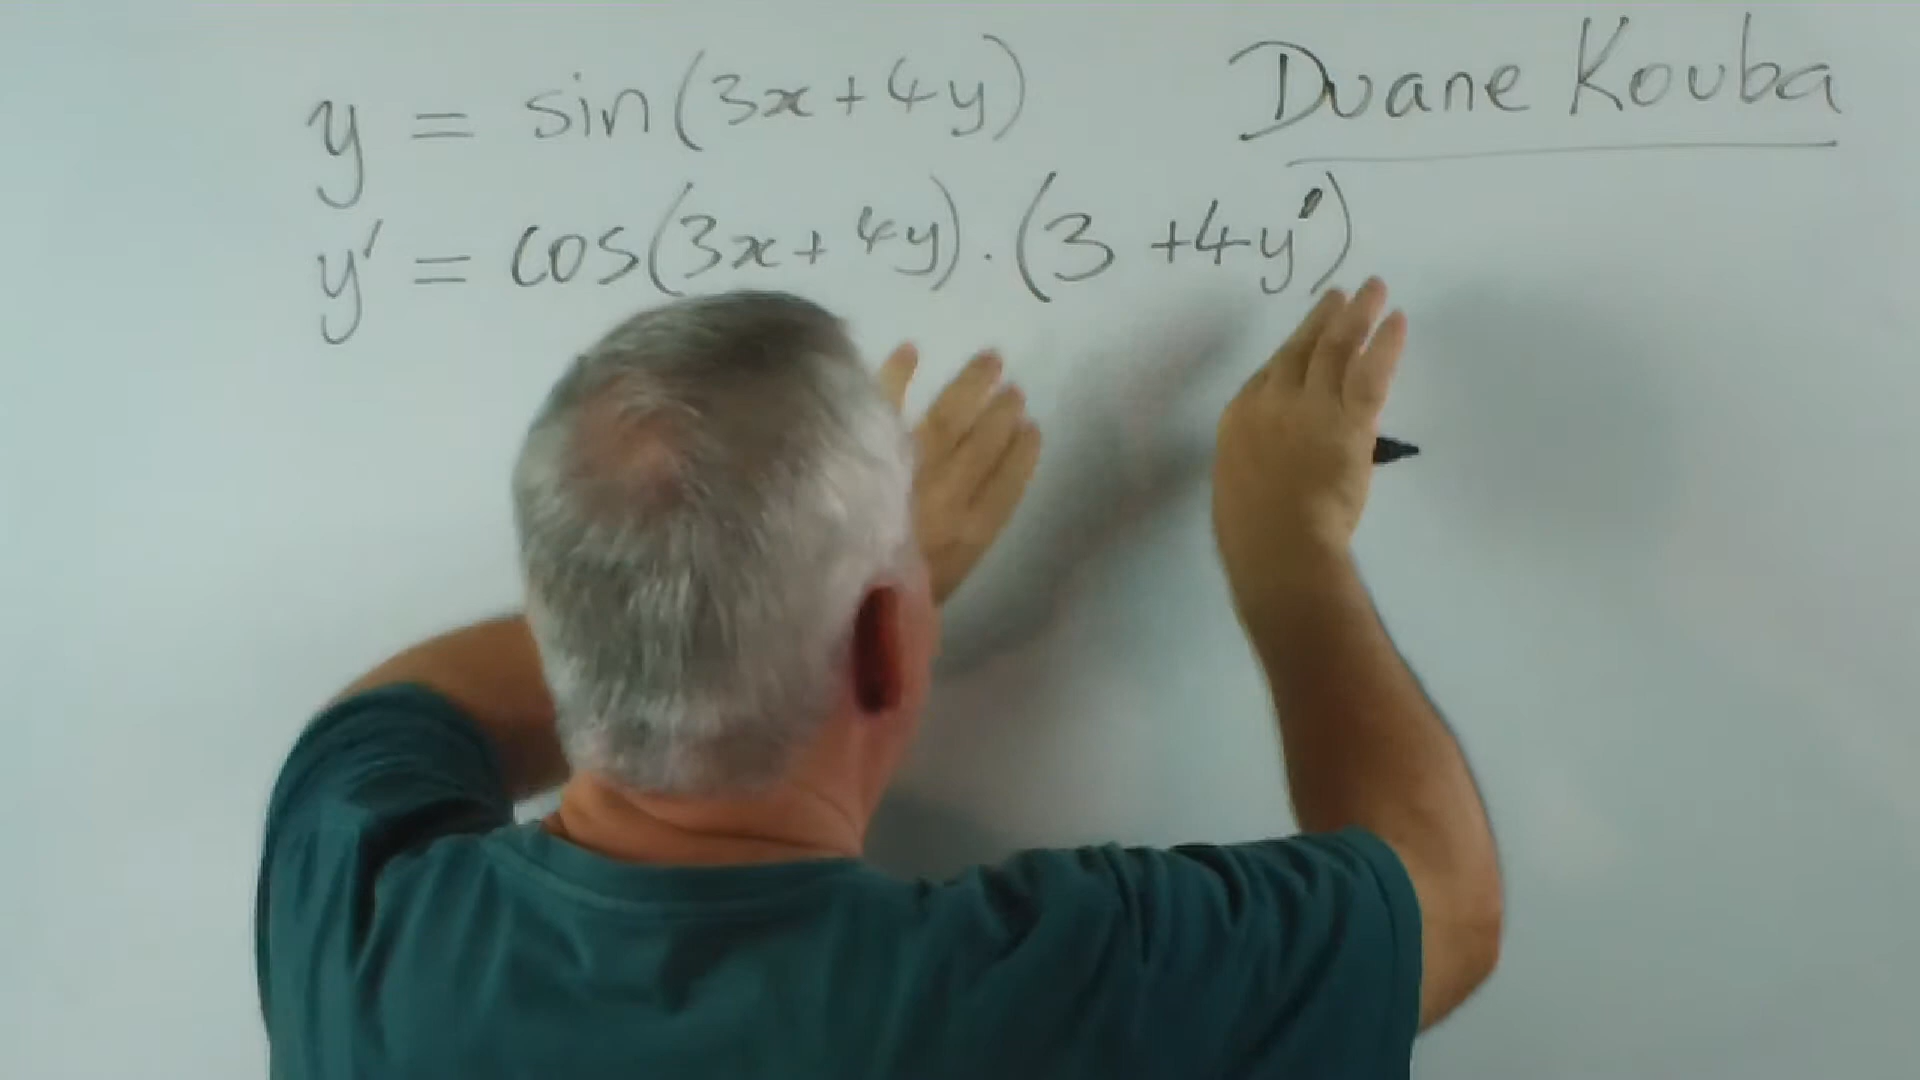 y = sin(3x+4y)
Duane Kouba
y' = cos(3x+4y).(3 +4y')